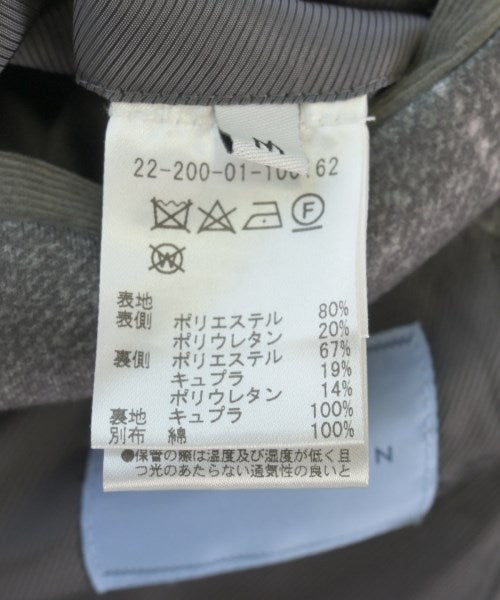 22-200-01-100162
F
W
表地
表側 ポリエステル 80%
ポリウレタン 20%
裏側 ポリエステル 67%
キュプラ 19%
ポリウレタン 14%
裏地 キュプラ 100%
別布 綿 100%
●保管の際は温度及び湿度が低く且
つ光のあたらない通気性の良いと